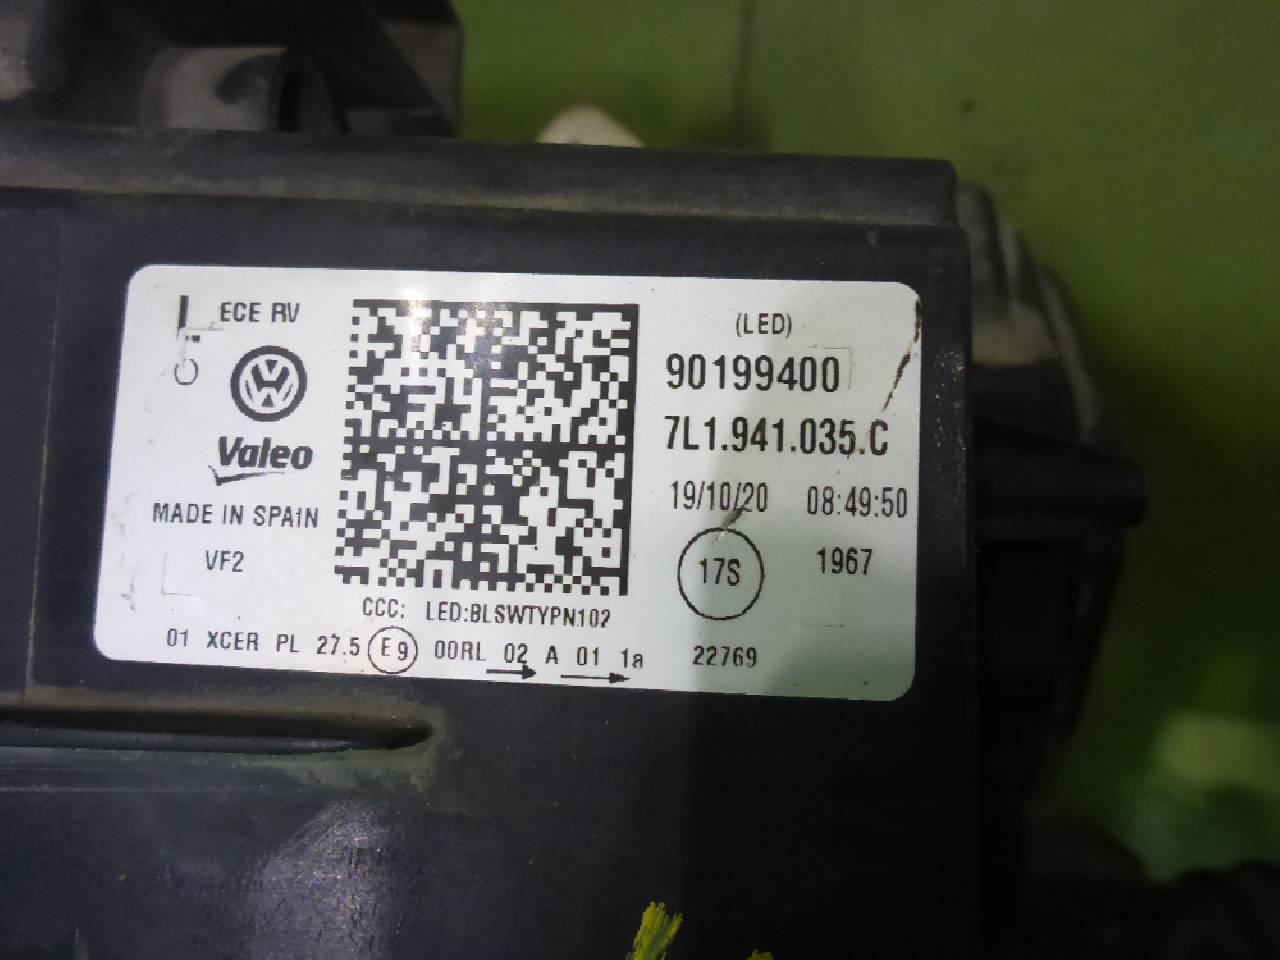 ECE RV
(LED)
90199400
7L1.941.035.C
Valeo
19/10/20 08:49:50
MADE IN SPAIN
VF2
17S
1967
CCC: LED:BLSWTYPN102
01 XCER PL 27.5 E9 00RL 02 A 01 1a 22769